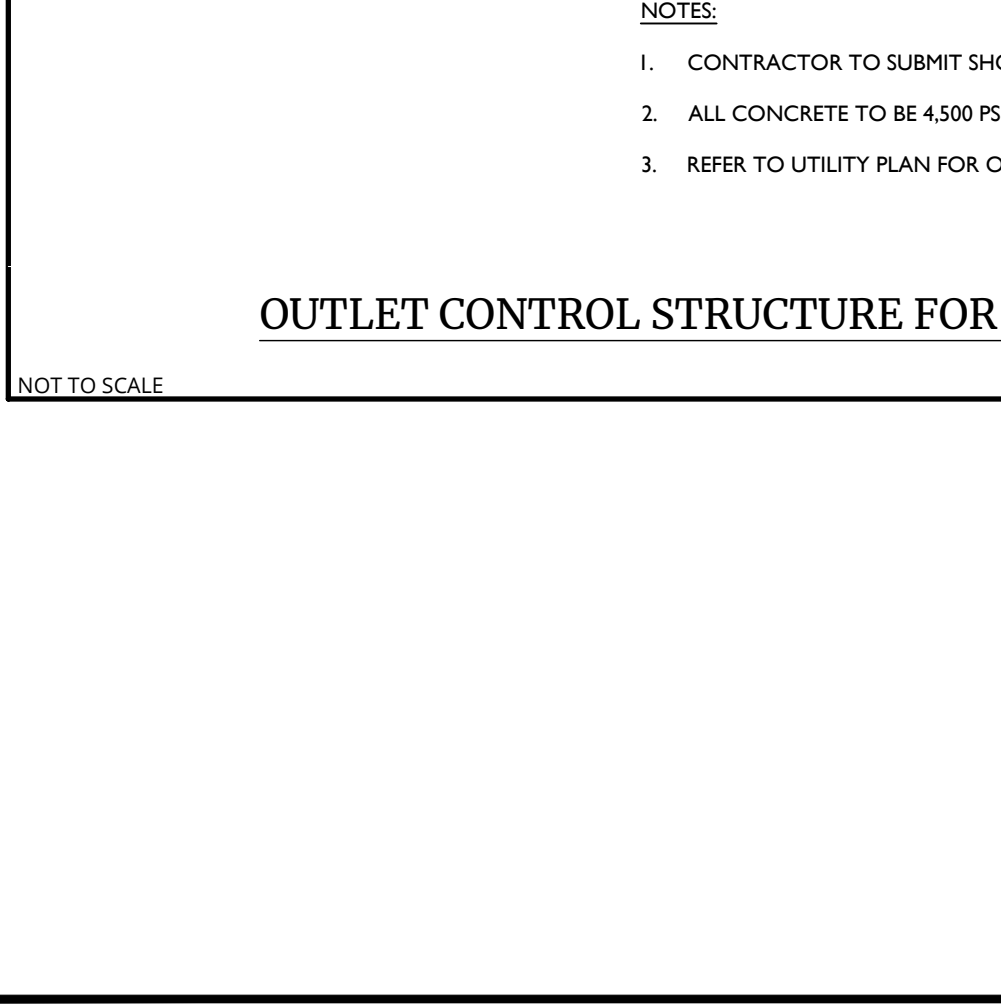 NOTES:
1. CONTRACTOR TO SUBMIT SHO
2. ALL CONCRETE TO BE 4,500 PS
3. REFER TO UTILITY PLAN FOR O
OUTLET CONTROL STRUCTURE FOR
NOT TO SCALE